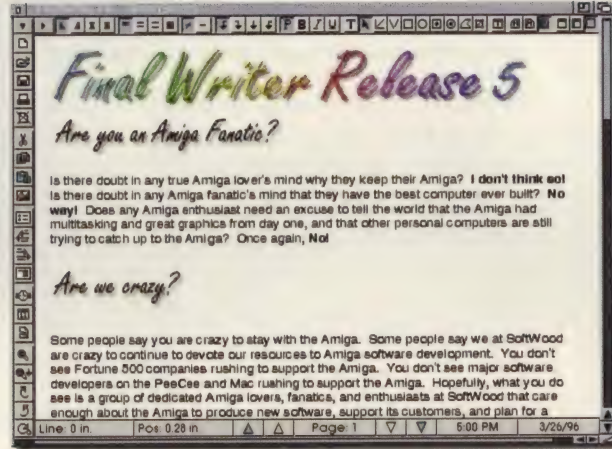 Final Writer Release 5
Are you an Amiga Fanatic?
Is there doubt in any true Amiga lover's mind why they keep their Amiga? I don't think so!
Is there doubt in any Amiga fanatic's mind that they have the best computer ever built? No
way! Does any Amiga enthusiast need an excuse to tell the world that the Amiga had
multitasking and great graphics from day one, and that other personal computers are still
trying to catch up to the Amiga? Once again, No!
Are we crazy?
Some people say you are crazy to stay with the Amiga. Some people say we at SoftWood
are crazy to continue to devote our resources to Amiga software development. You don't
see Fortune 500 companies rushing to support the Amiga. You don't see major software
developers on the PeeCee and Mac rushing to support the Amiga. Hopefully, what you do
see is a group of dedicated Amiga lovers, fanatics, and enthusiasts at SoftWood that care
enough about the Amiga to produce new software, support its customers, and plan for a
Line: 0 in. Pos: 0.28 in Page: 1 5:00 PM 3/26/96